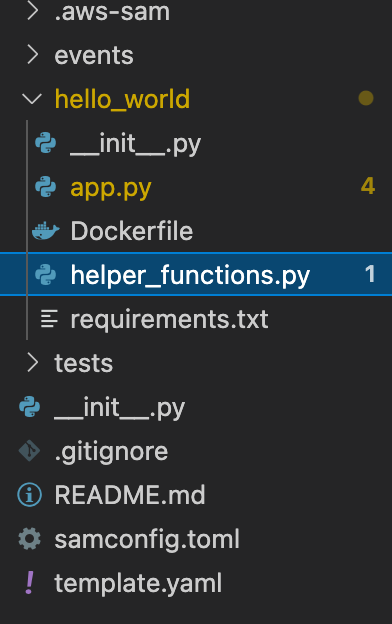 .aws-sam
events
hello_world
__init__.py
app.py 4
Dockerfile
helper_functions.py 1
requirements.txt
tests
__init__.py
.gitignore
README.md
samconfig.toml
template.yaml